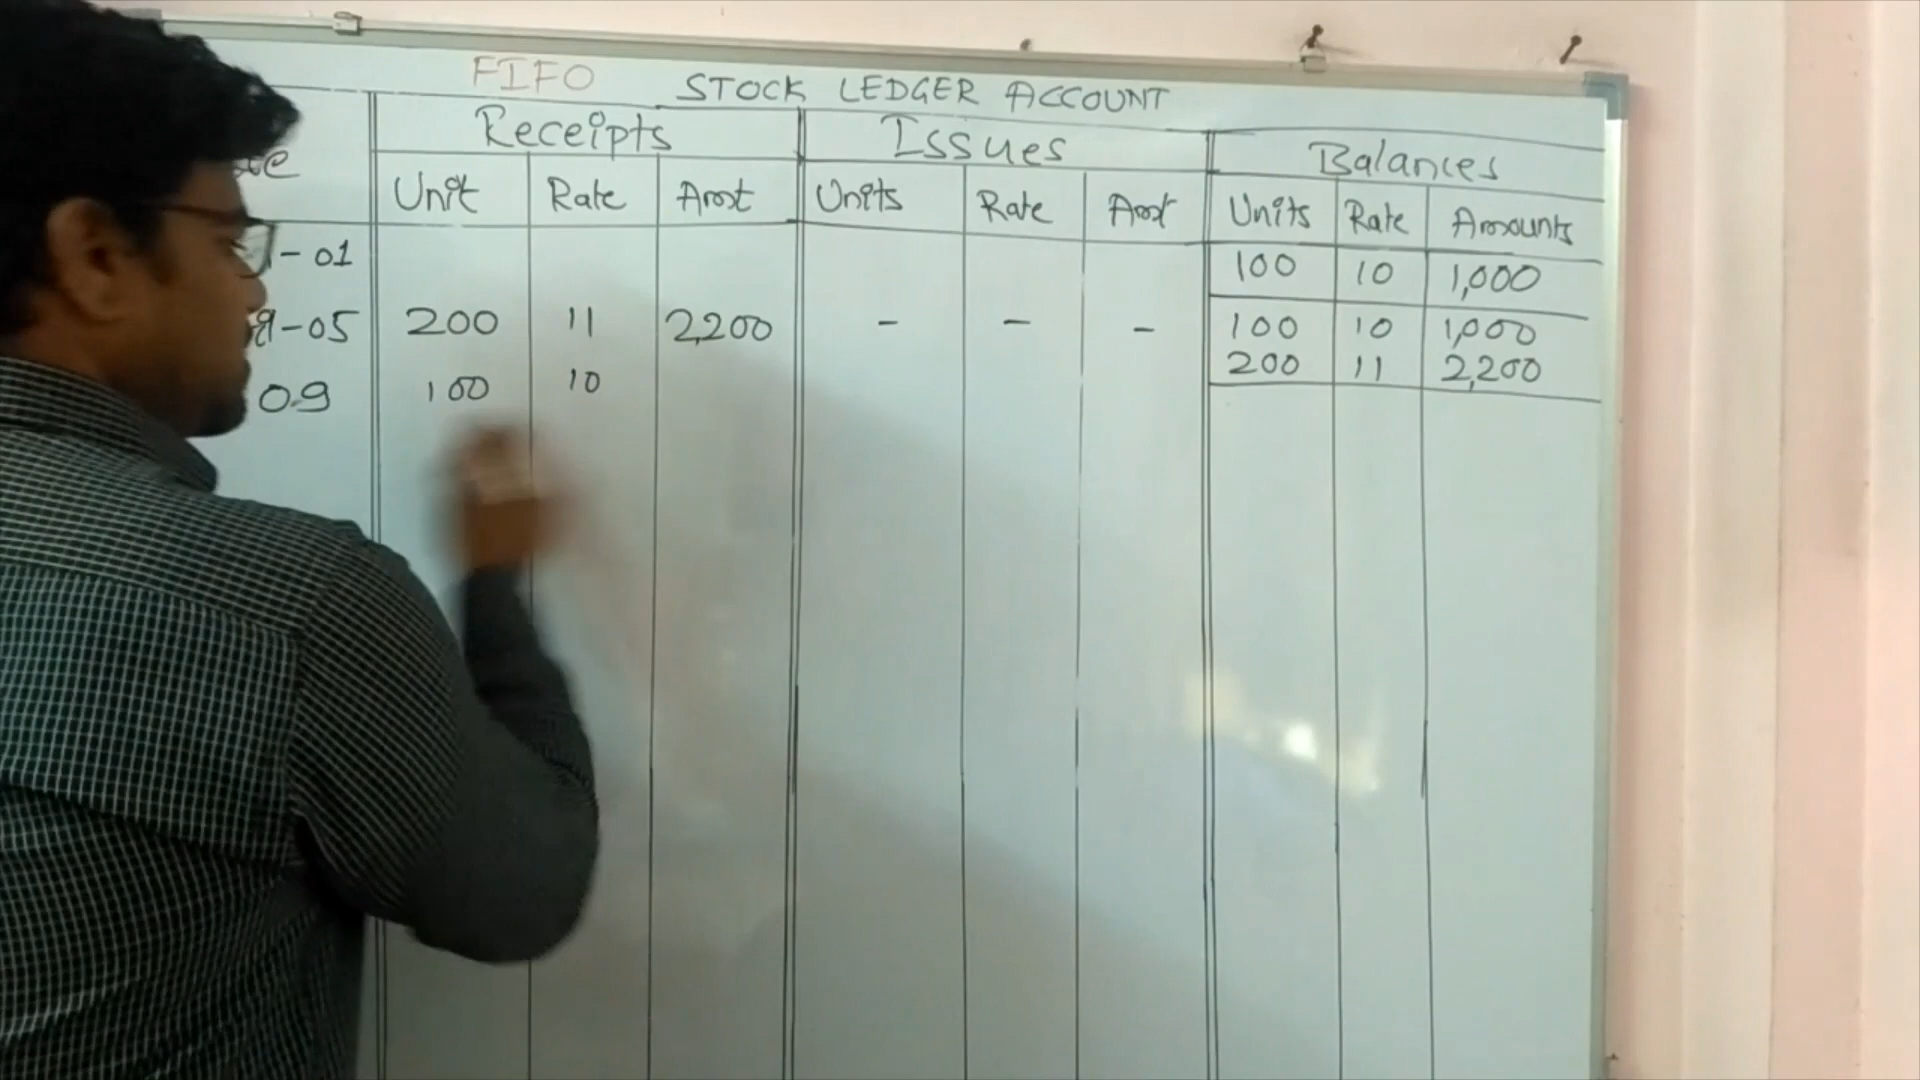 FIFO STOCK LEDGER ACCOUNT
Receipts Issues Balances
Unit Rate Amt Units Rate Amt Units Rate Amounts
- 01 100 10 1,000
-05 200 11 2,200 - - - 100 10 1,000
200 11 2,200
09 100 10